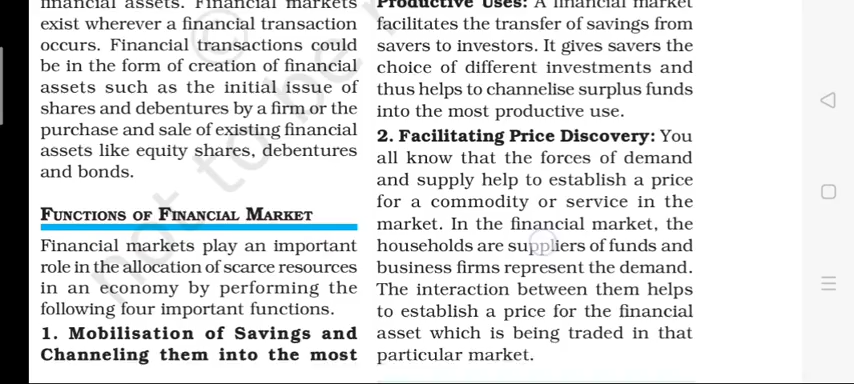 financial assets. Financial markets
exist wherever a financial transaction
occurs. Financial transactions could
be in the form of creation of financial
assets such as the initial issue of
shares and debentures by a firm or the
purchase and sale of existing financial
assets like equity shares, debentures
and bonds.
FUNCTIONS OF FINANCIAL MARKET
Financial markets play an important
role in the allocation of scarce resources
in an economy by performing the
following four important functions.
1. Mobilisation of Savings and
Channeling them into the most
Productive Uses: A financial market
facilitates the transfer of savings from
savers to investors. It gives savers the
choice of different investments and
thus helps to channelise surplus funds
into the most productive use.
2. Facilitating Price Discovery: You
all know that the forces of demand
and supply help to establish a price
for a commodity or service in the
market. In the financial market, the
households are suppliers of funds and
business firms represent the demand.
The interaction between them helps
to establish a price for the financial
asset which is being traded in that
particular market.
not to be r
©